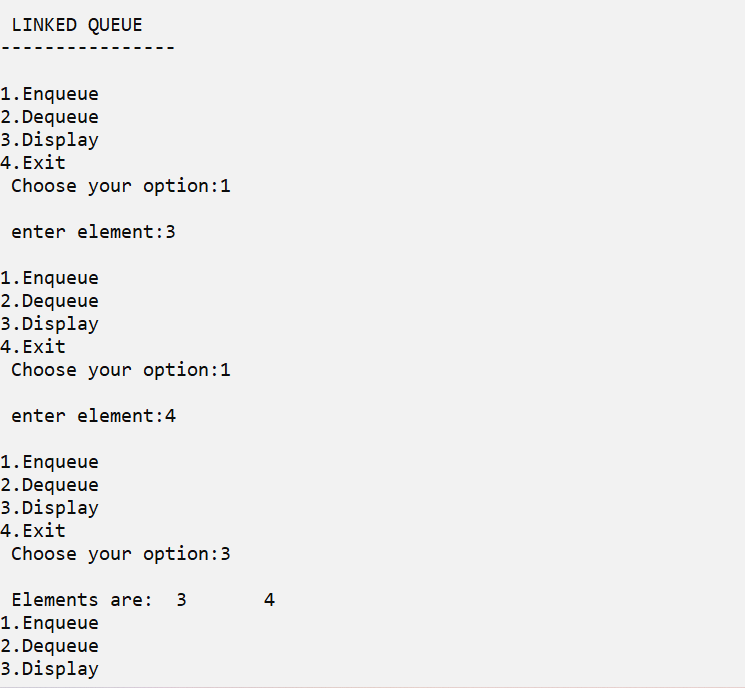 LINKED QUEUE
----------------
1.Enqueue
2.Dequeue
3.Display
4.Exit
Choose your option:1
enter element:3
1.Enqueue
2.Dequeue
3.Display
4.Exit
Choose your option:1
enter element:4
1.Enqueue
2.Dequeue
3.Display
4.Exit
Choose your option:3
Elements are:  3       4
1.Enqueue
2.Dequeue
3.Display